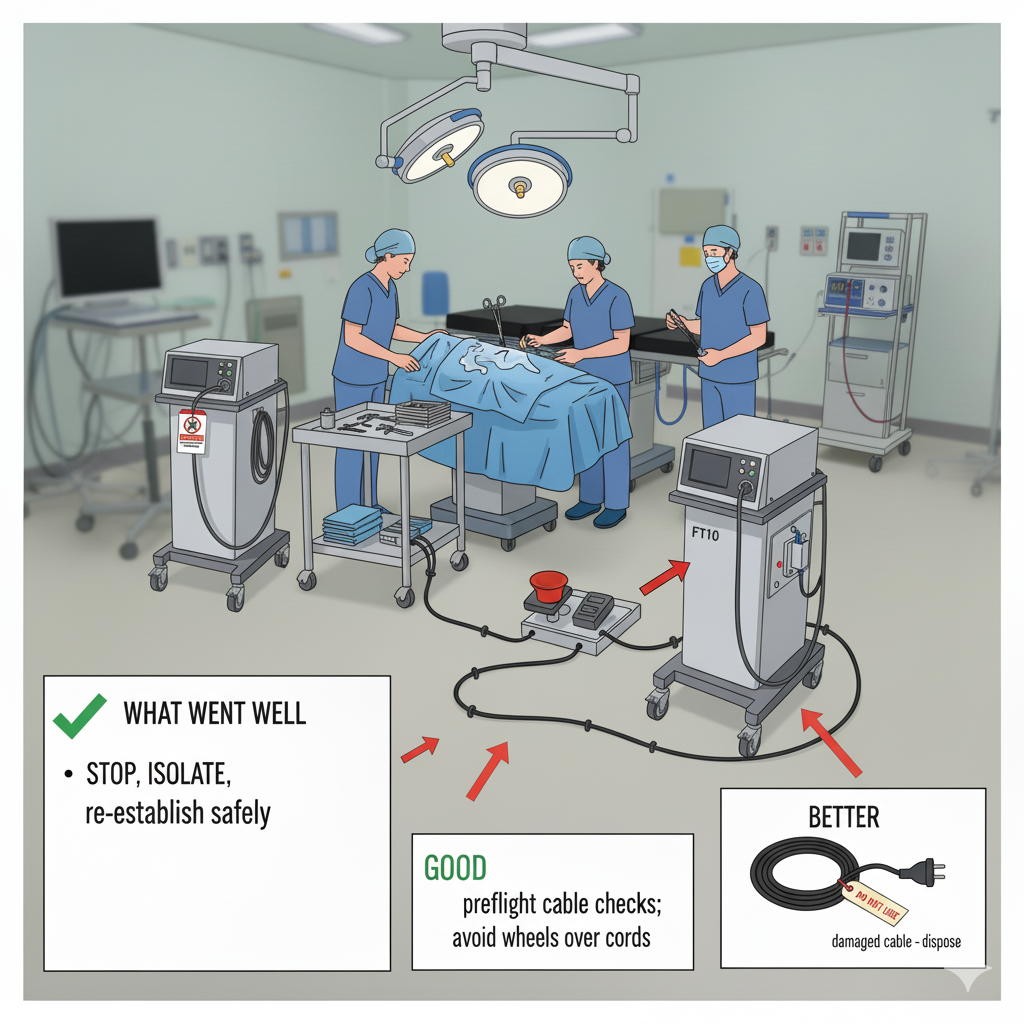 FT10
WHAT WENT WELL
• STOP, ISOLATE,
re-establish safely
GOOD
preflight cable checks;
avoid wheels over cords
BETTER
damaged cable - dispose